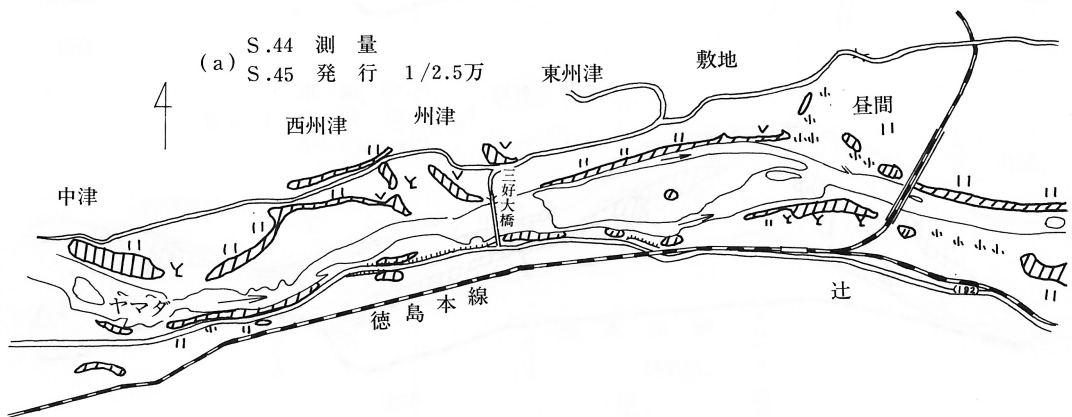 (a) S.44 測量
S.45 発行 1/2.5万
敷地
東州津
昼間
州津
西州津
三好大橋
中津
ヤマダ
徳島本線
辻
192